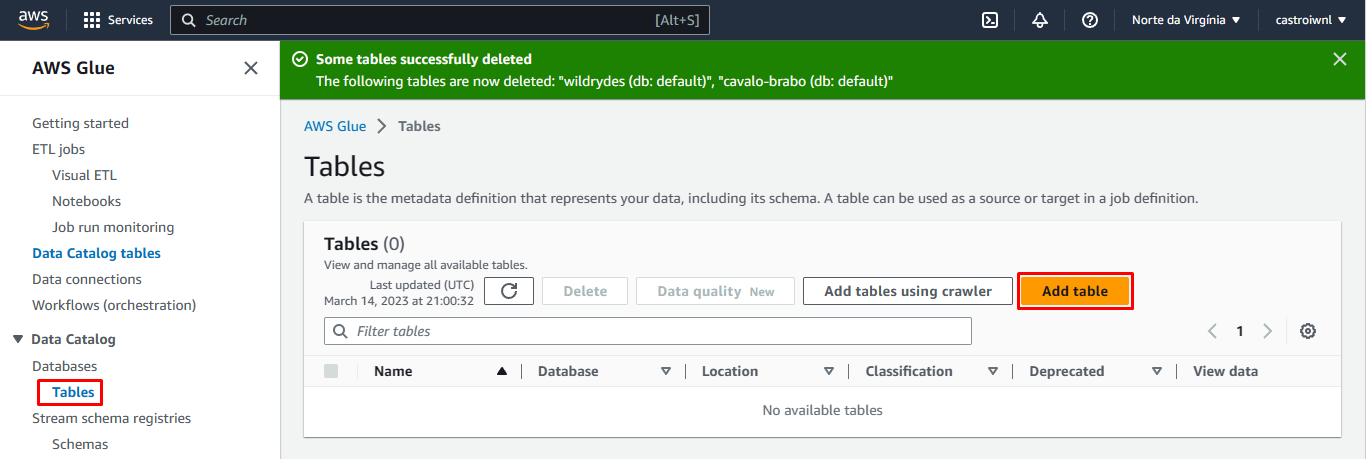 aws
Services
Search
[Alt+S]
Norte da Virgínia
castroiwnl
AWS Glue
Getting started
ETL jobs
Visual ETL
Notebooks
Job run monitoring
Data Catalog tables
Data connections
Workflows (orchestration)
Data Catalog
Databases
Tables
Stream schema registries
Schemas
Some tables successfully deleted
The following tables are now deleted: "wildrydes (db: default)", "cavalo-brabo (db: default)"
AWS Glue > Tables
Tables
A table is the metadata definition that represents your data, including its schema. A table can be used as a source or target in a job definition.
Tables (0)
View and manage all available tables.
Last updated (UTC)
March 14, 2023 at 21:00:32
Delete
Data quality New
Add tables using crawler
Add table
Filter tables
1
Name Database Location Classification Deprecated View data
No available tables